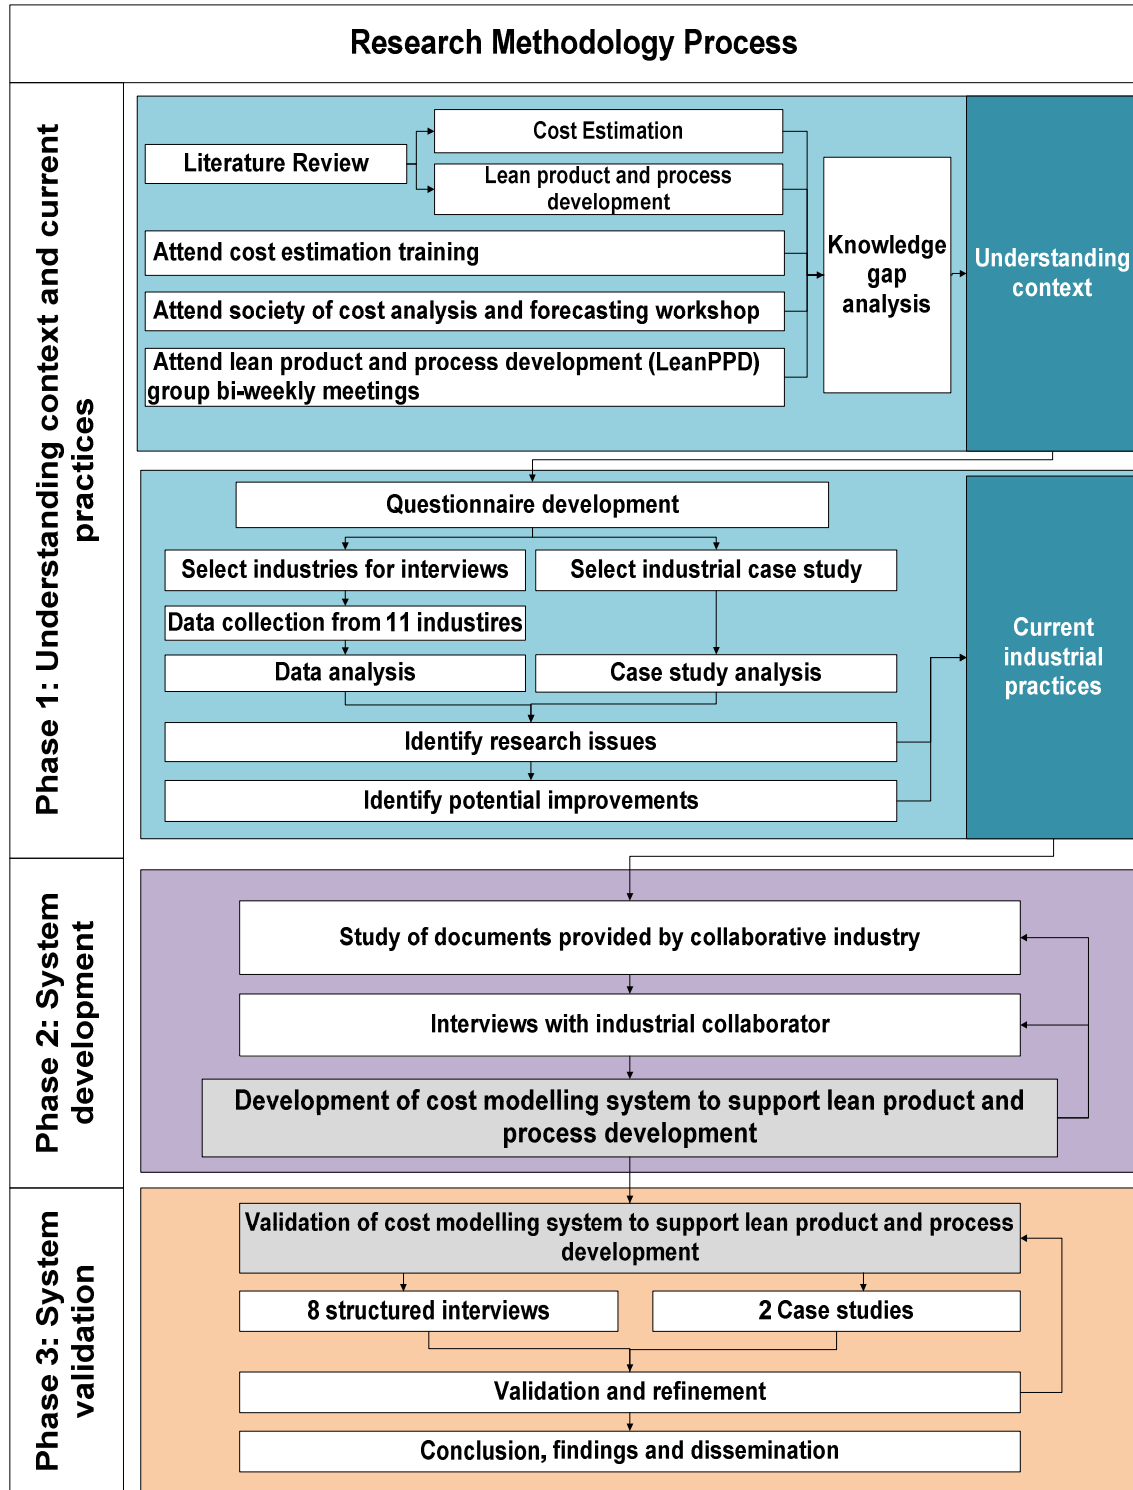 Research Methodology Process
Phase 1: Understanding context and current
practices
Literature Review
Cost Estimation
Lean product and process
development
Attend cost estimation training
Attend society of cost analysis and forecasting workshop
Attend lean product and process development (LeanPPD)
group bi-weekly meetings
Knowledge
gap
analysis
Understanding
context
Questionnaire development
Select industries for interviews
Select industrial case study
Data collection from 11 industires
Data analysis
Case study analysis
Identify research issues
Identify potential improvements
Current
industrial
practices
Phase 2: System
development
Study of documents provided by collaborative industry
Interviews with industrial collaborator
Development of cost modelling system to support lean product and
process development
Phase 3: System
validation
Validation of cost modelling system to support lean product and process
development
8 structured interviews
2 Case studies
Validation and refinement
Conclusion, findings and dissemination